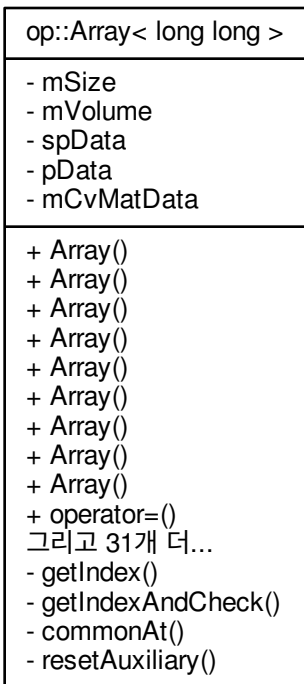 op::Array< long long >
- mSize
- mVolume
- spData
- pData
- mCvMatData
+ Array()
+ Array()
+ Array()
+ Array()
+ Array()
+ Array()
+ Array()
+ Array()
+ Array()
+ operator=()
그리고 31개 더...
- getIndex()
- getIndexAndCheck()
- commonAt()
- resetAuxiliary()